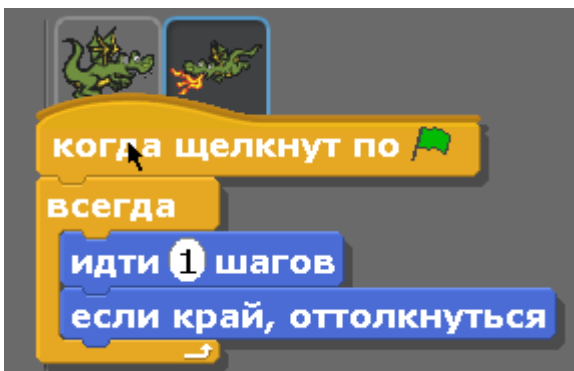 когда щелкнут по
всегда
идти 1 шагов
если край, оттолкнуться